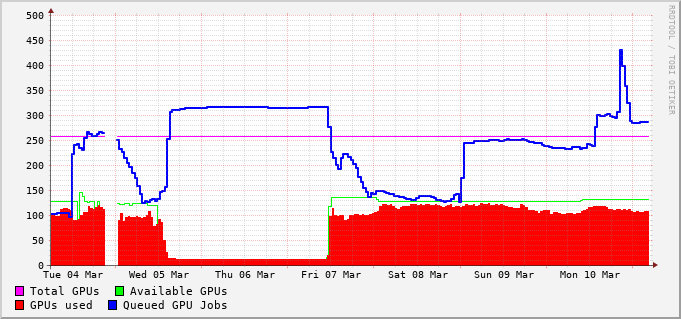 500
450
400
350
300
250
200
150
100
50
0
Tue 04 Mar Wed 05 Mar Thu 06 Mar Fri 07 Mar Sat 08 Mar Sun 09 Mar Mon 10 Mar
Total GPUs Available GPUs
GPUs used Queued GPU Jobs
RRDTOOL / TOBI OETIKER